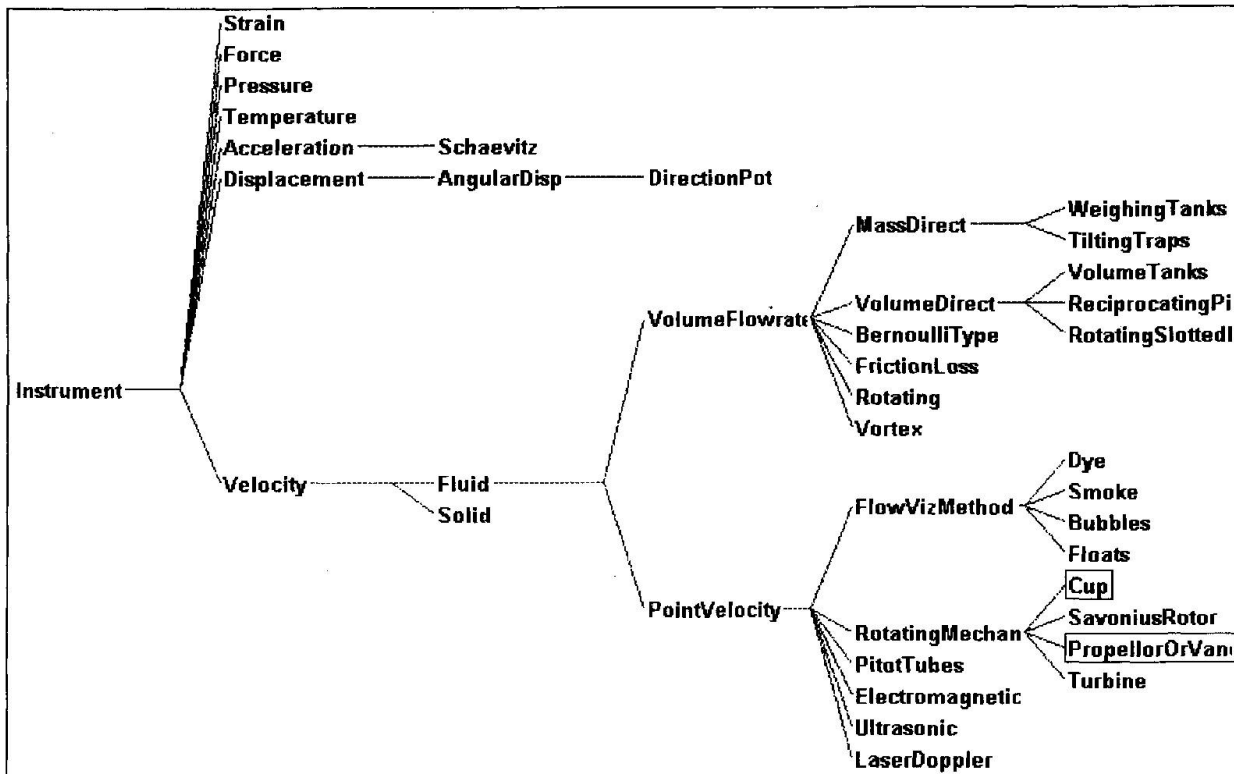 Strain
Force
Pressure
Temperature
Acceleration Schaevitz
Displacement AngularDisp DirectionPot
WeighingTanks
MassDirect
TiltingTraps
VolumeTanks
VolumeFlowrate VolumeDirect ReciprocatingPi
BernoulliType RotatingSlottedI
FrictionLoss
Instrument Rotating
Vortex
Dye
Velocity Fluid Smoke
Solid FlowVizMethod Bubbles
Floats
Cup
PointVelocity SavoniusRotor
RotatingMechan PropellorOrVan
PitotTubes Turbine
Electromagnetic
Ultrasonic
LaserDoppler